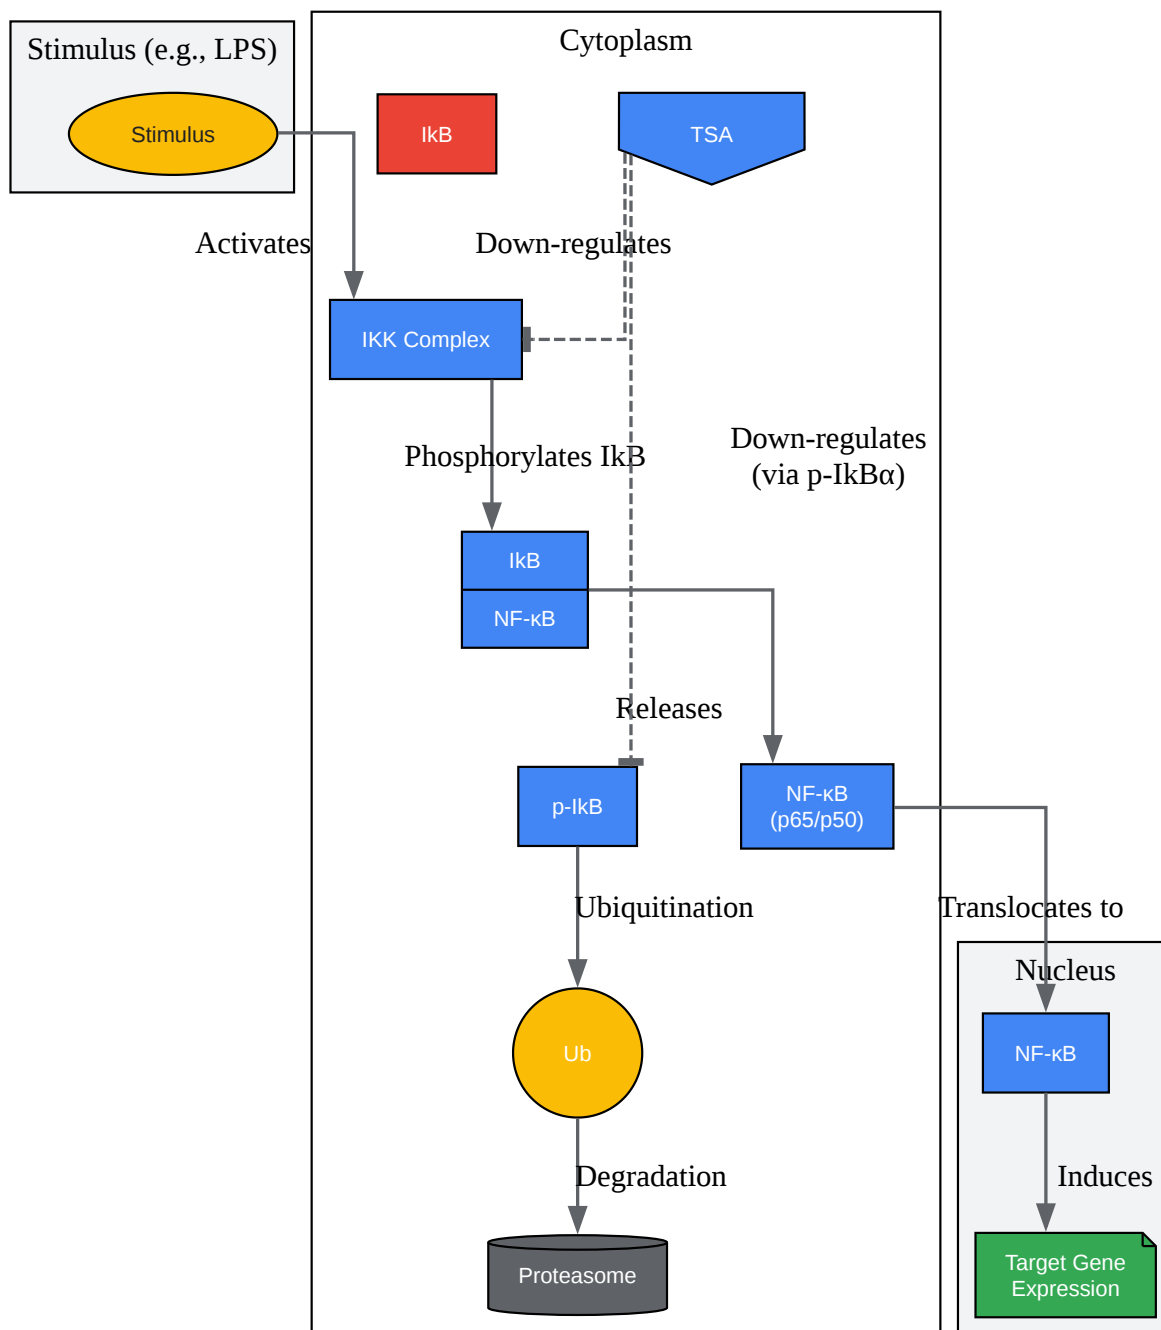 Stimulus (e.g., LPS)
Cytoplasm
Stimulus
IkB
TSA
Activates
Down-regulates
IKK Complex
Phosphorylates IkB
Down-regulates
(via p-IkBα)
IkB
NF-κB
Releases
p-IkB
NF-κB
(p65/p50)
Ubiquitination
Translocates to
Nucleus
Ub
NF-κB
Degradation
Induces
Proteasome
Target Gene
Expression